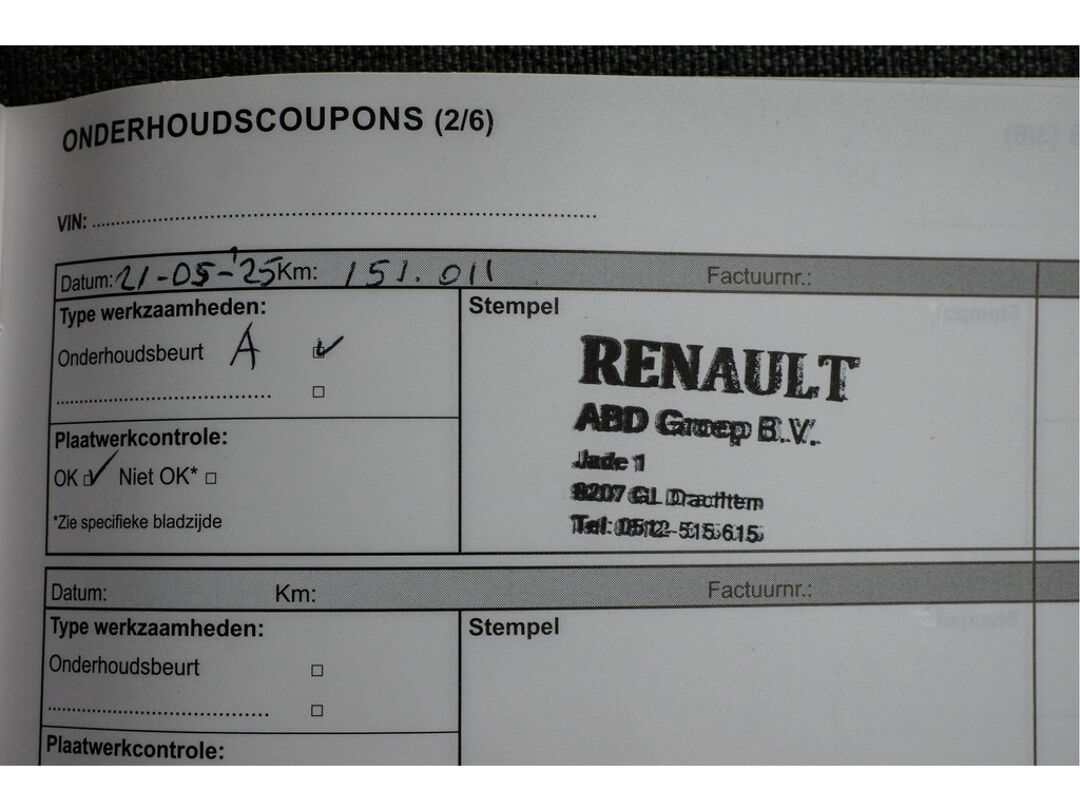 ONDERHOUDSCOUPONS (2/6)
VIN:
Datum: 21-05-'25 Km: 151.011 Factuurnr.:
Type werkzaamheden:
Onderhoudsbeurt A
Plaatwerkcontrole:
OK Niet OK*
*Zie specifieke bladzijde
Stempel
RENAULT
ABD Groep B.V.
Jade 1
9207 GL Drachten
Tel: 0512-515.615
Datum: Km: Factuurnr.:
Type werkzaamheden:
Onderhoudsbeurt
Stempel
Plaatwerkcontrole: